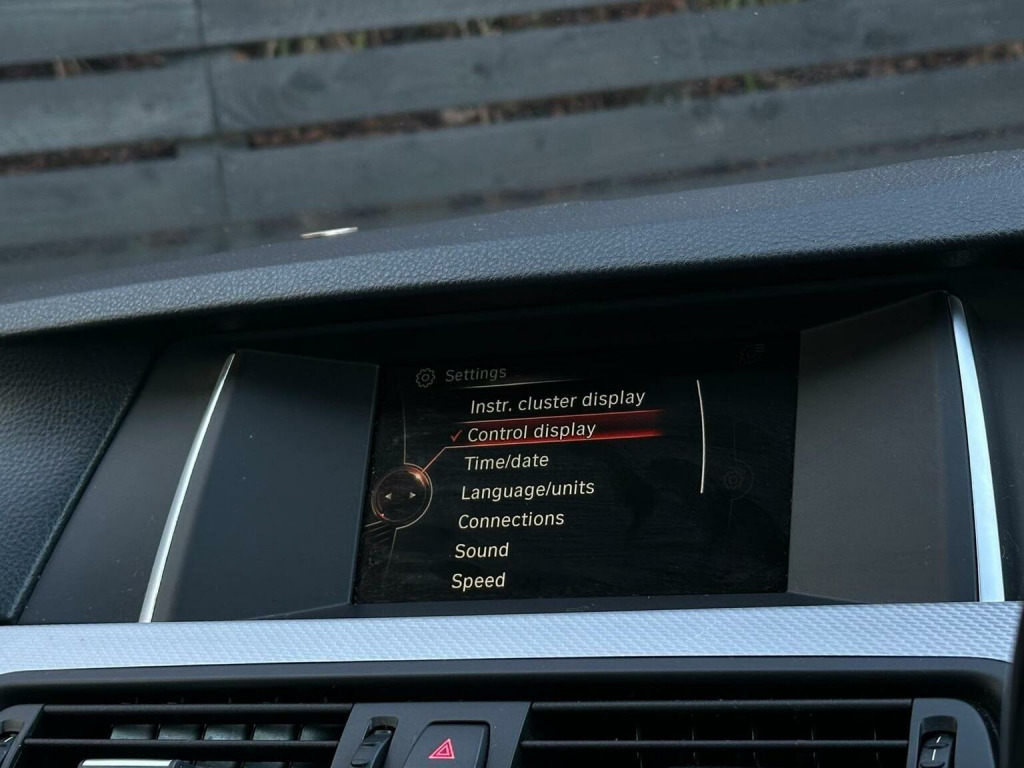 Settings
Instr. cluster display
Control display
Time/date
Language/units
Connections
Sound
Speed